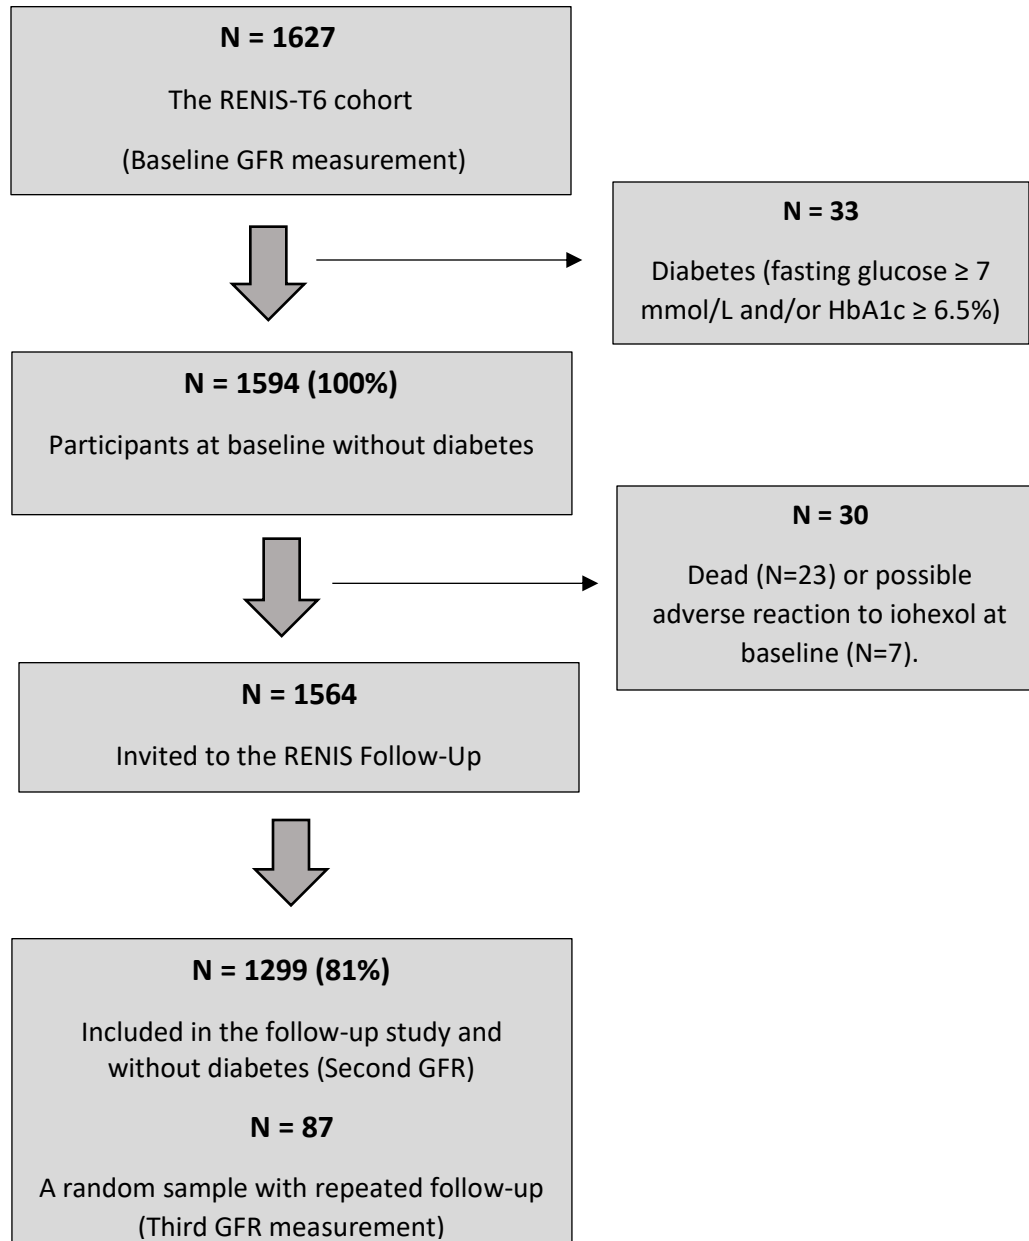 N = 1627
The RENIS-T6 cohort
(Baseline GFR measurement)
N = 33
Diabetes (fasting glucose ≥ 7
mmol/L and/or HbA1c ≥ 6.5%)
N = 1594 (100%)
Participants at baseline without diabetes
N = 30
Dead (N=23) or possible
adverse reaction to iohexol at
baseline (N=7).
N = 1564
Invited to the RENIS Follow-Up
N = 1299 (81%)
Included in the follow-up study and
without diabetes (Second GFR)
N = 87
A random sample with repeated follow-up
(Third GFR measurement)